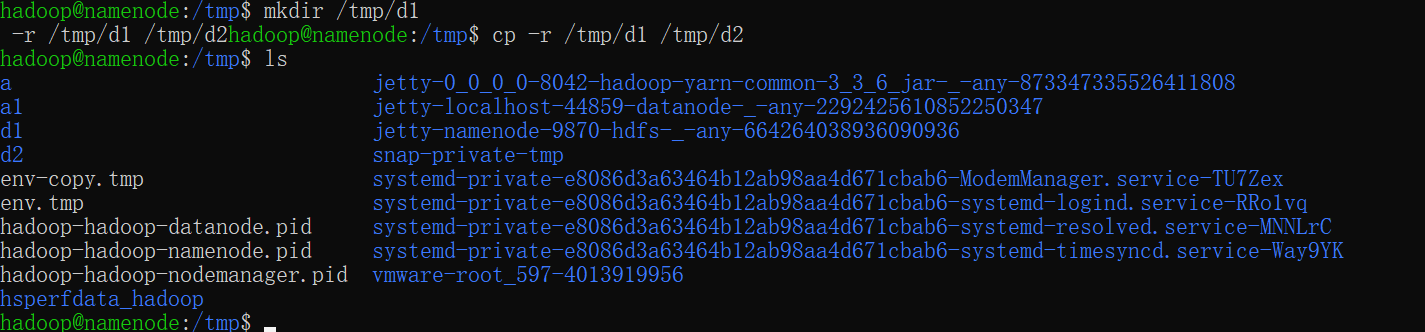 hadoop@namenode:/tmp$ mkdir /tmp/d1
 -r /tmp/d1 /tmp/d2hadoop@namenode:/tmp$ cp -r /tmp/d1 /tmp/d2
hadoop@namenode:/tmp$ ls
a                            jetty-0_0_0_0-8042-hadoop-yarn-common-3_3_6_jar-_-any-8733473355264118​08
a1                           jetty-localhost-44859-datanode-_-any-2292425610852250347
d1                           jetty-namenode-9870-hdfs-_-any-664264038936090936
d2                           snap-private-tmp
env-copy.tmp                 systemd-private-e8086d3a63464b12ab98aa4d671cbab6-ModemManager.service-TU7Zex
env.tmp                      systemd-private-e8086d3a63464b12ab98aa4d671cbab6-systemd-logind.service-RRo1vq
hadoop-hadoop-datanode.pid   systemd-private-e8086d3a63464b12ab98aa4d671cbab6-systemd-resolved.service-MNNLrC
hadoop-hadoop-namenode.pid   systemd-private-e8086d3a63464b12ab98aa4d671cbab6-systemd-timesyncd.service-Way9YK
hadoop-hadoop-nodemanager.pid  vmware-root_597-4013919956
hsperfdata_hadoop
hadoop@namenode:/tmp$